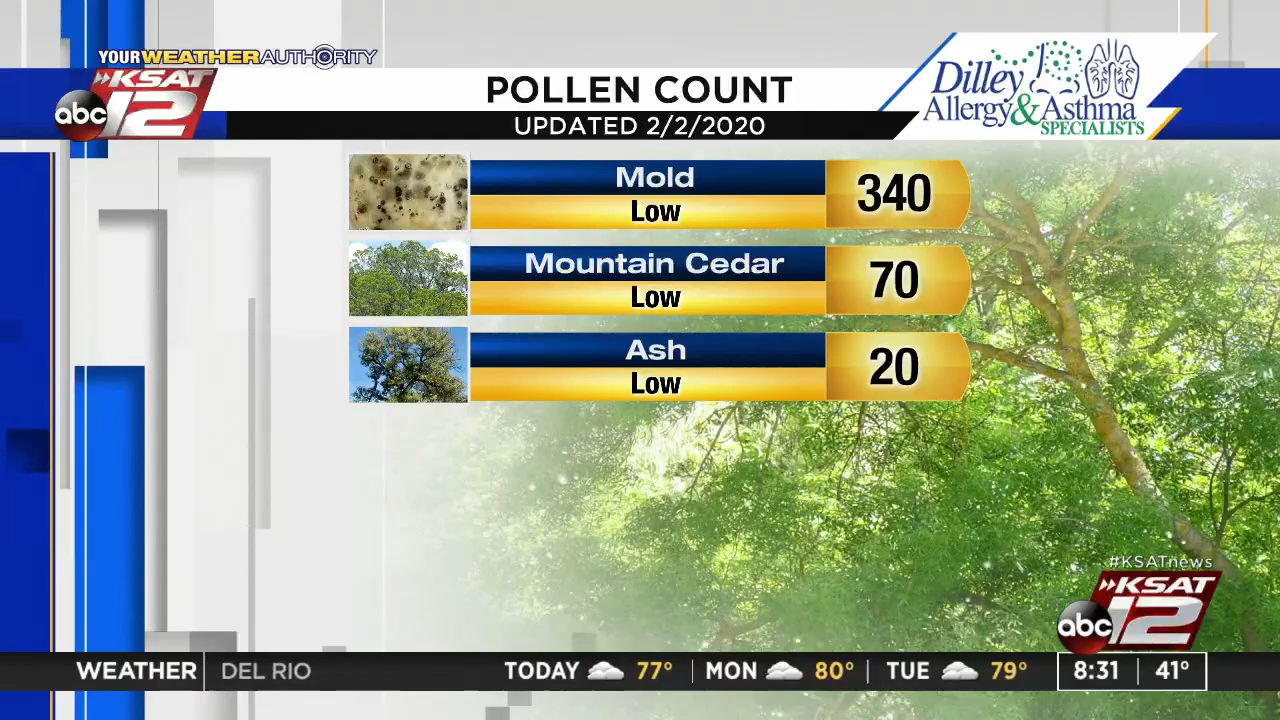 YOUR WEATHER AUTHORITY
KSAT
abc 12
POLLEN COUNT
UPDATED 2/2/2020
Dilley
Allergy&Asthma
SPECIALISTS
Mold
Low
340
Mountain Cedar
Low
70
Ash
Low
20
#KSATnews
KSAT
abc 12
WEATHER DEL RIO TODAY 77° MON 80° TUE 79° 8:31 41°